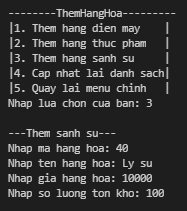 --------ThemHangHoa---------
|1. Them hang dien may    |
|2. Them hang thuc pham   |
|3. Them hang sanh su     |
|4. Cap nhat lai danh sach|
|5. Quay lai menu chinh   |
Nhap lua chon cua ban: 3

---Them sanh su---
Nhap ma hang hoa: 40
Nhap ten hang hoa: Ly su
Nhap gia hang hoa: 10000
Nhap so luong ton kho: 100